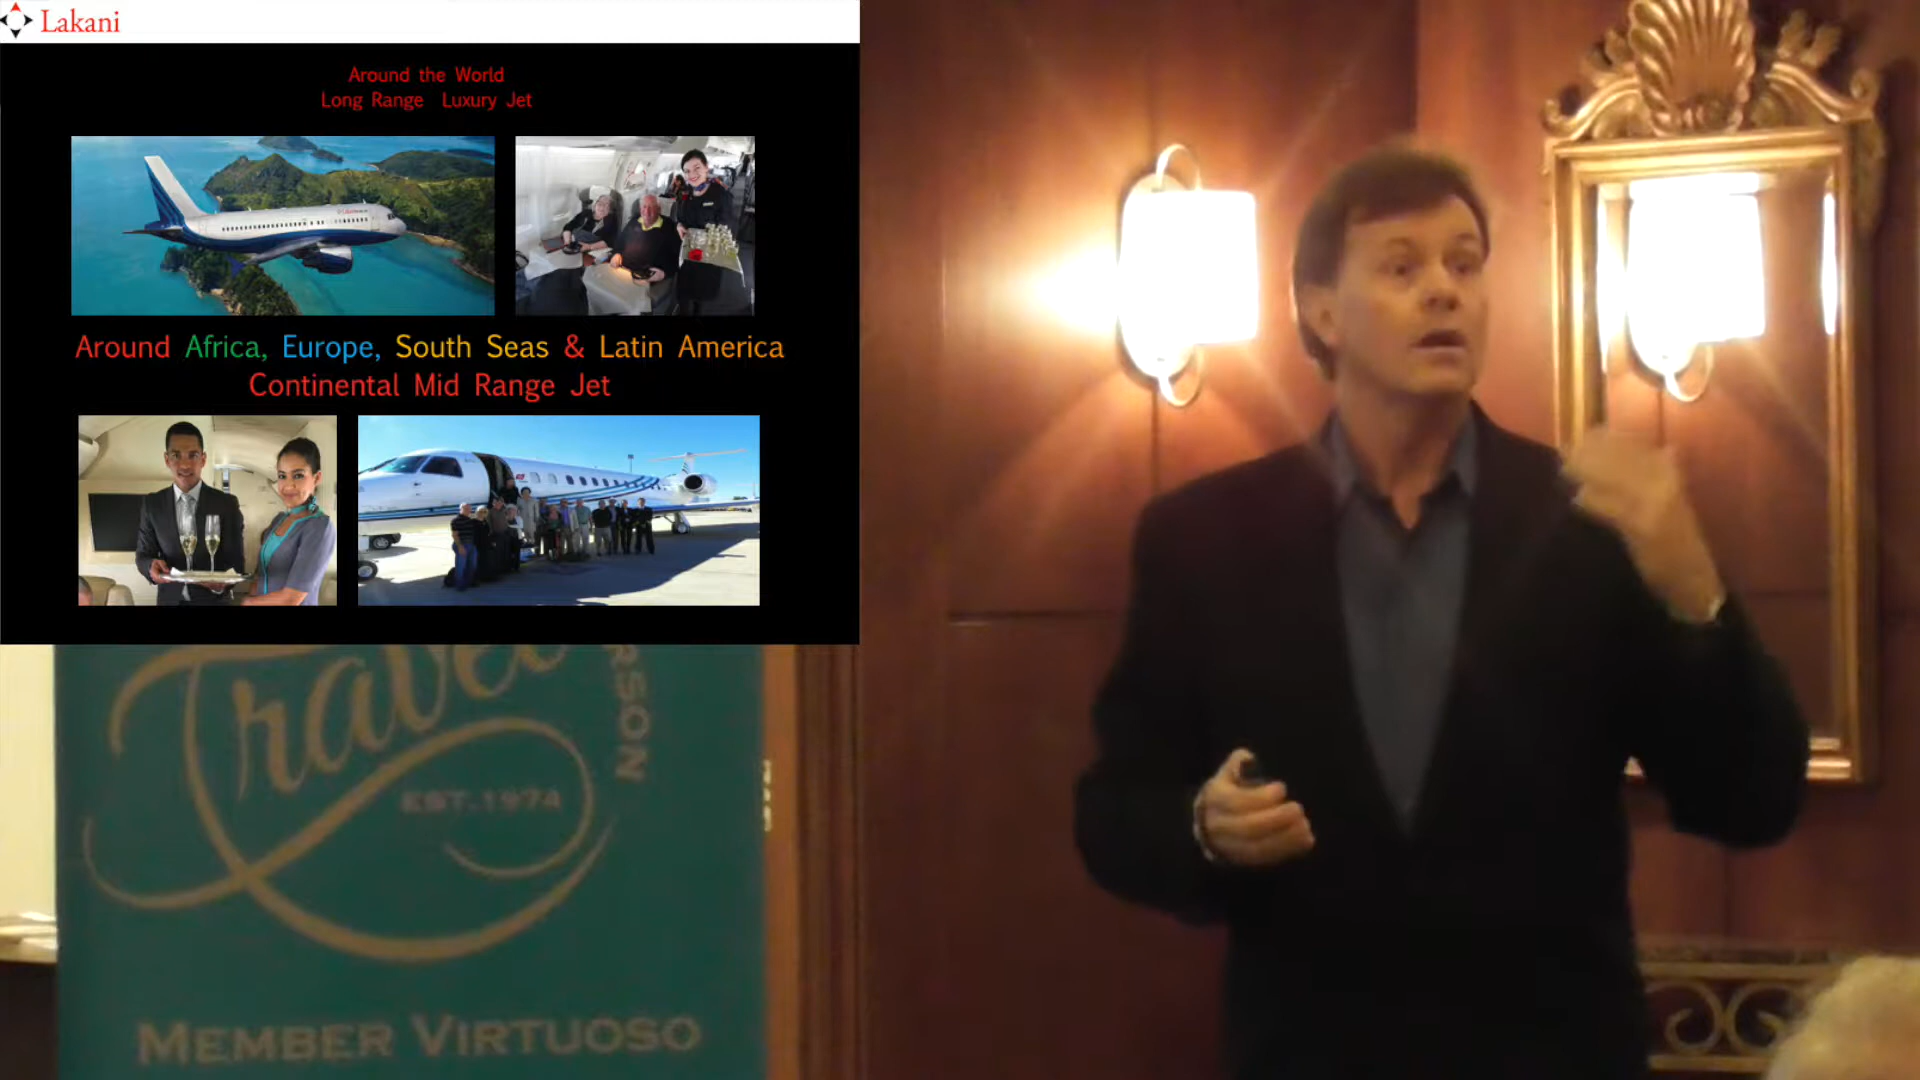 Lakani
Around the World
Long Range Luxury Jet
Around Africa, Europe, South Seas & Latin America
Continental Mid Range Jet
Travel
EST.1974
MEMBER VIRTUOSO